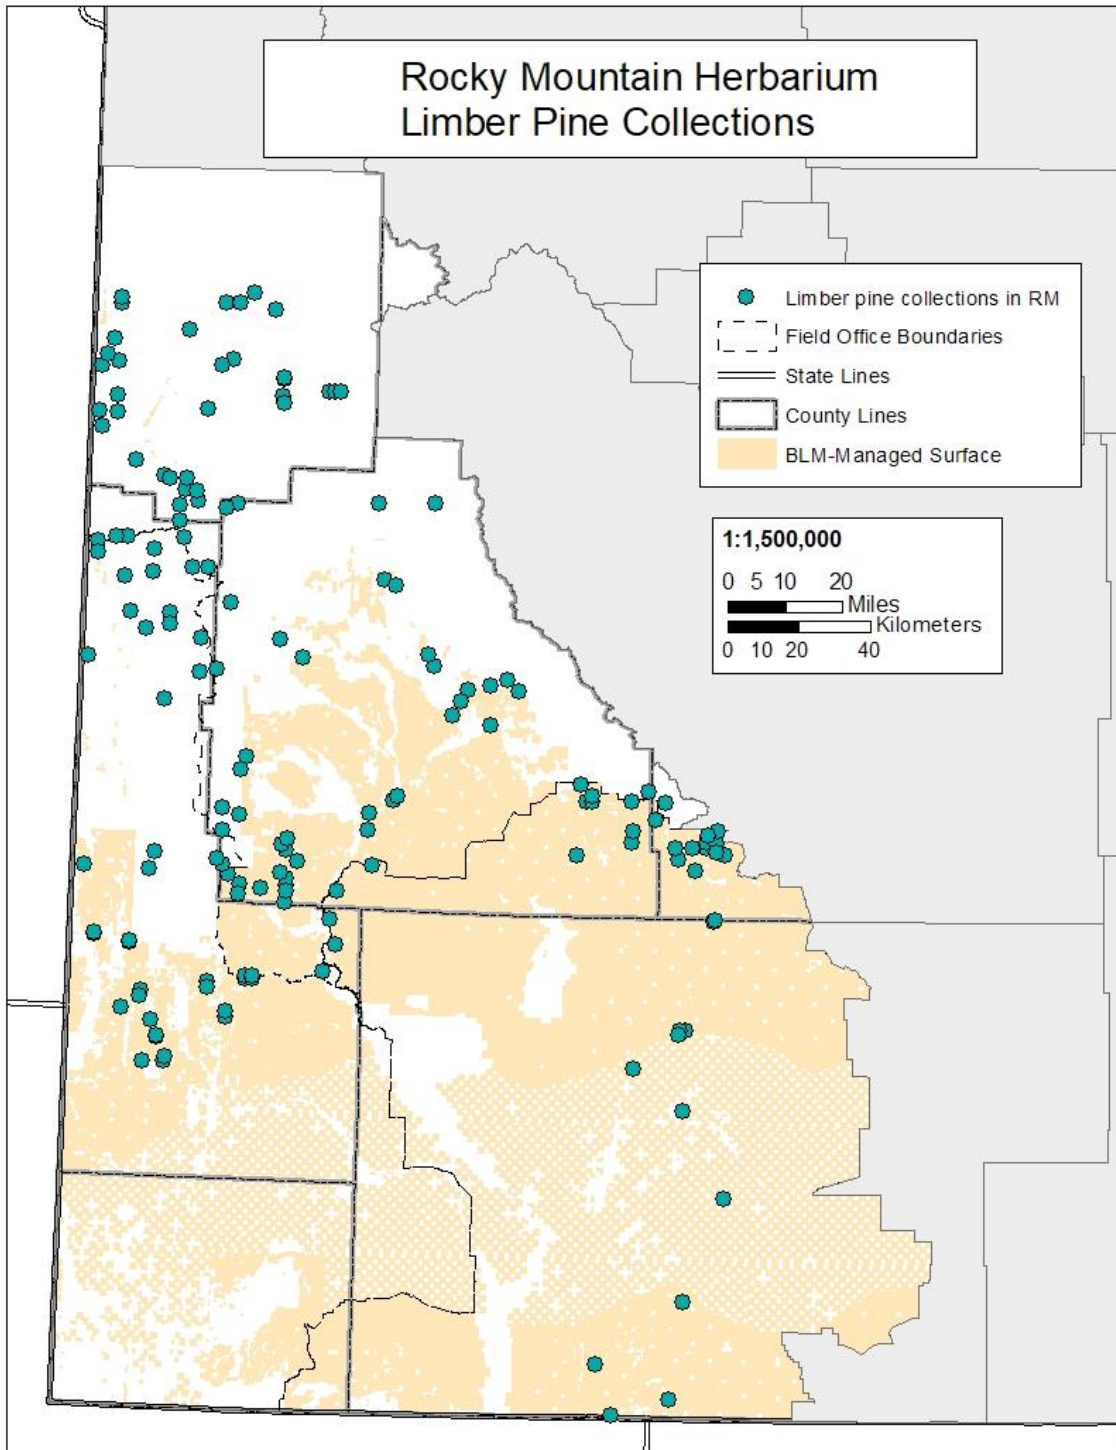 Rocky Mountain Herbarium
Limber Pine Collections
Limber pine collections in RM
Field Office Boundaries
State Lines
County Lines
BLM-Managed Surface
1:1,500,000
0 5 10 20
Miles
Kilometers
0 10 20 40